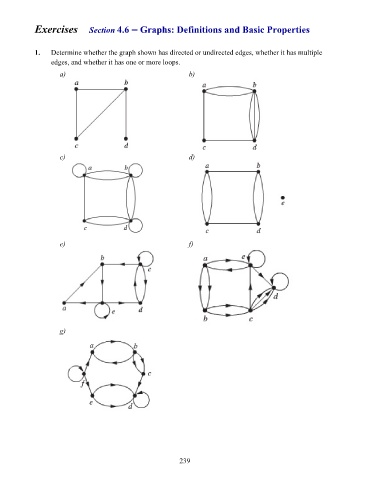 Exercises Section 4.6 – Graphs: Definitions and Basic Properties
1. Determine whether the graph shown has directed or undirected edges, whether it has multiple
edges, and whether it has one or more loops.
a) b)
a b a b
c d c d
c) d)
a b a b
e
c d c d
e) f)
b c a e
d
a e d b c
g)
a b
f c
e d
239